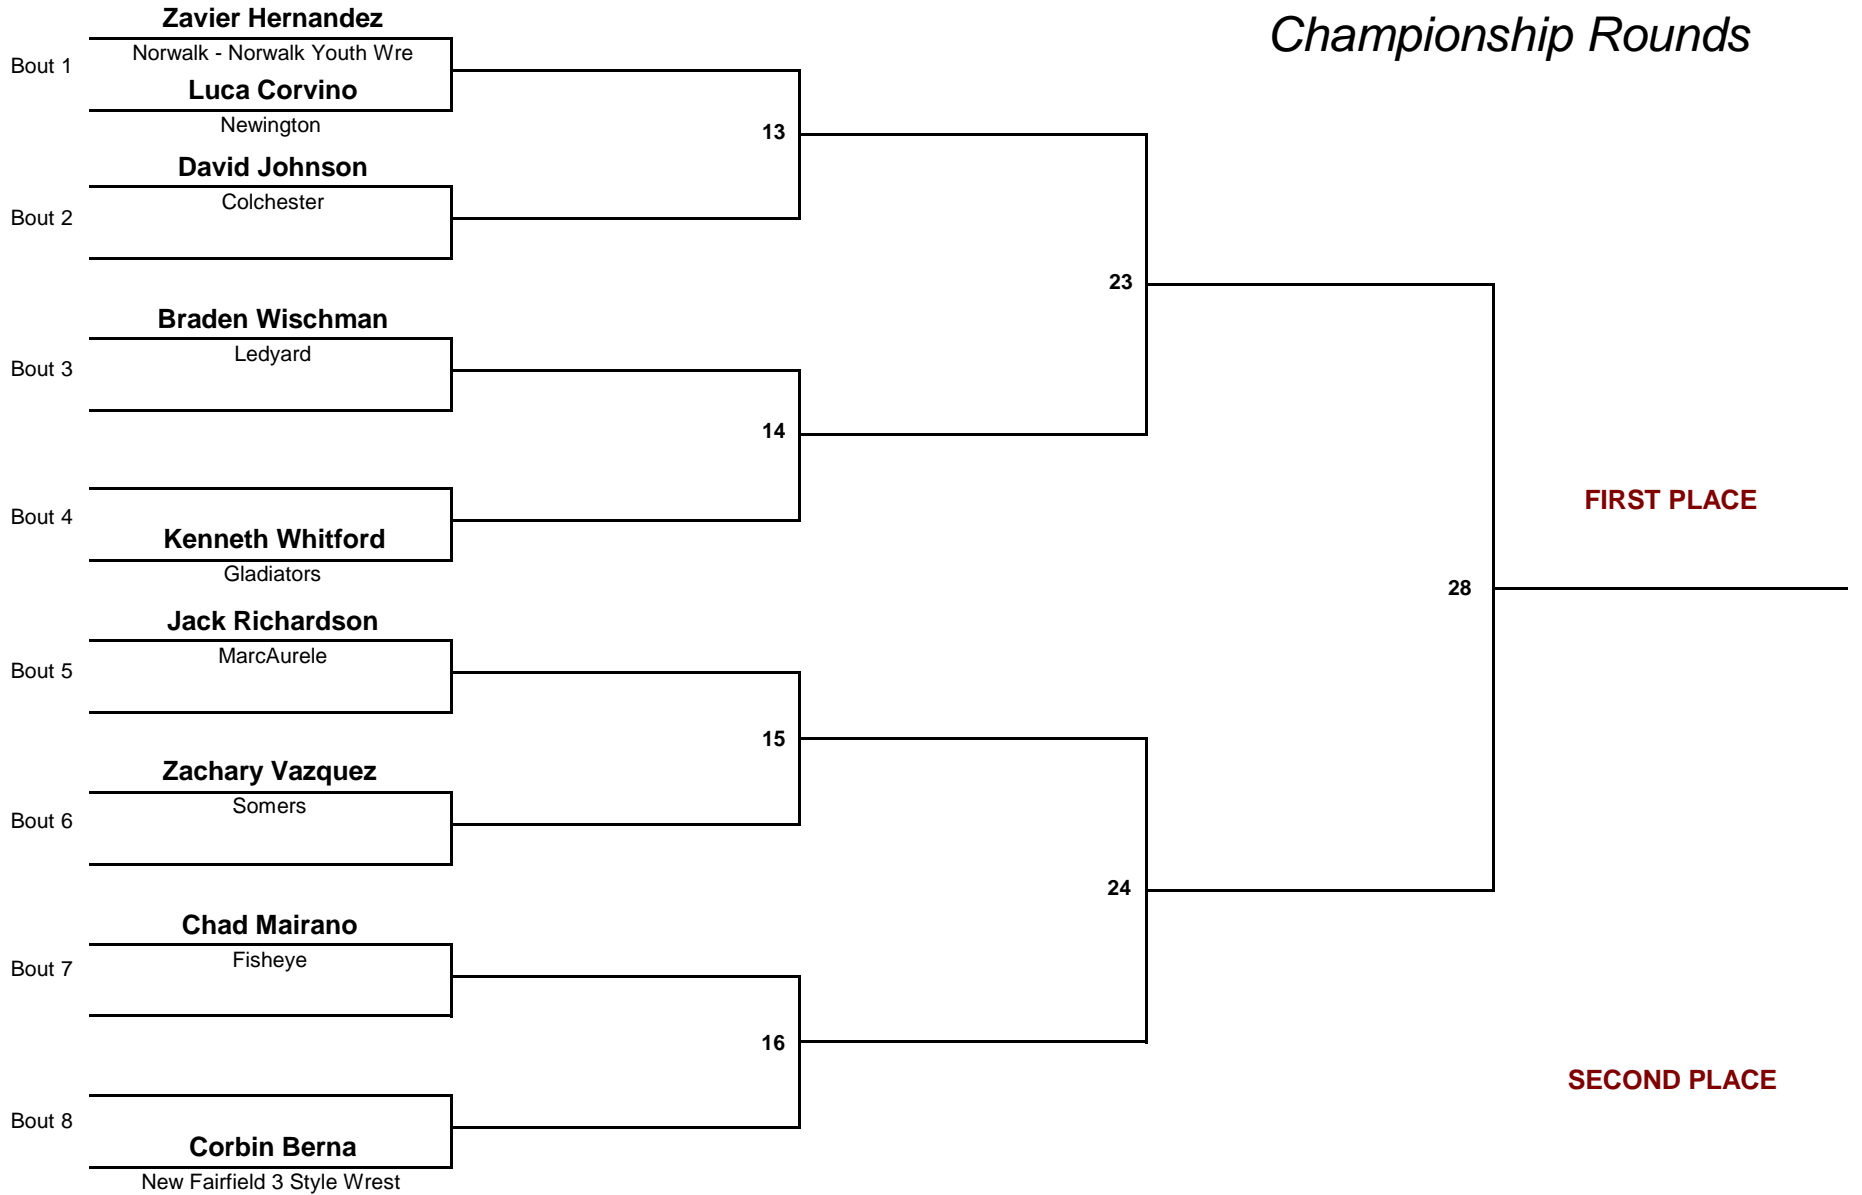 Championship Rounds
Zavier Hernandez
Bout 1
Norwalk - Norwalk Youth Wre
Luca Corvino
Newington
13
David Johnson
Bout 2
Colchester
23
Braden Wischman
Bout 3
Ledyard
14
Bout 4
Kenneth Whitford
Gladiators
FIRST PLACE
28
Jack Richardson
Bout 5
MarcAurele
15
Zachary Vazquez
Bout 6
Somers
24
Chad Mairano
Bout 7
Fisheye
16
SECOND PLACE
Bout 8
Corbin Berna
New Fairfield 3 Style Wrest